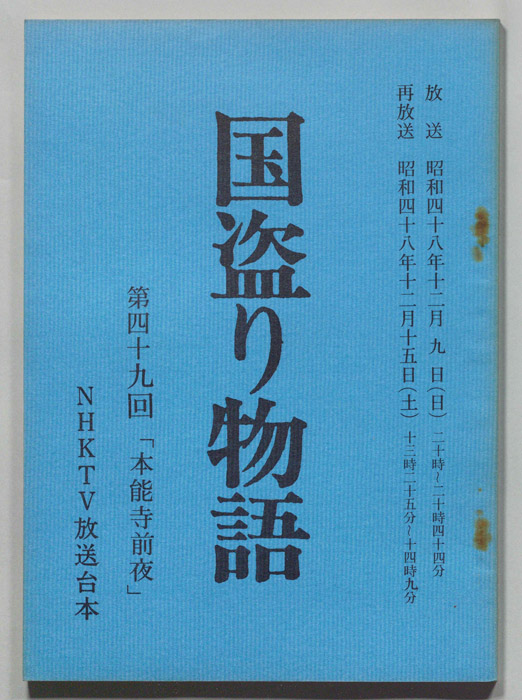 放送 昭和四十八年十二月九日(日) 二十時~二十時四十四分
再放送 昭和四十八年十二月十五日(土) 十三時二十五分~十四時九分
国盗り物語
第四十九回「本能寺前夜」
NHKTV放送台本